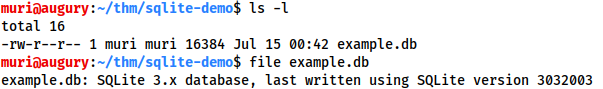 muri@augury:~/thm/sqlite-demo$ ls -l
total 16
-rw-r--r-- 1 muri muri 16384 Jul 15 00:42 example.db
muri@augury:~/thm/sqlite-demo$ file example.db
example.db: SQLite 3.x database, last written using SQLite version 3032003